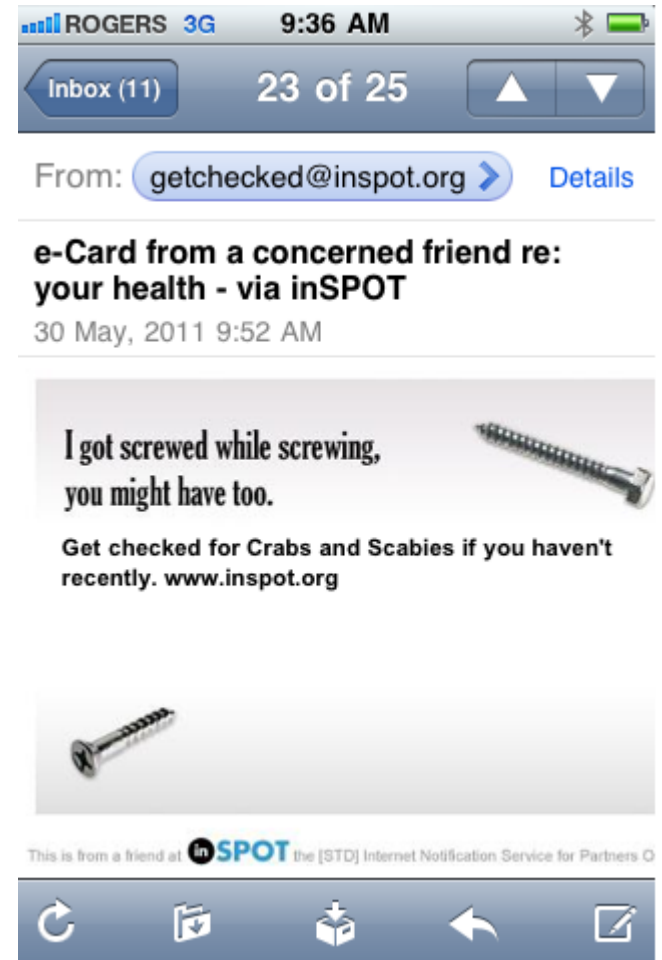 ROGERS 3G 9:36 AM
Inbox (11) 23 of 25
From: getchecked@inspot.org Details
e-Card from a concerned friend re:
your health - via inSPOT
30 May, 2011 9:52 AM
I got screwed while screwing,
you might have too.
Get checked for Crabs and Scabies if you haven't
recently. www.inspot.org
This is from a friend at inSPOT the [STD] Internet Notification Service for Partners O